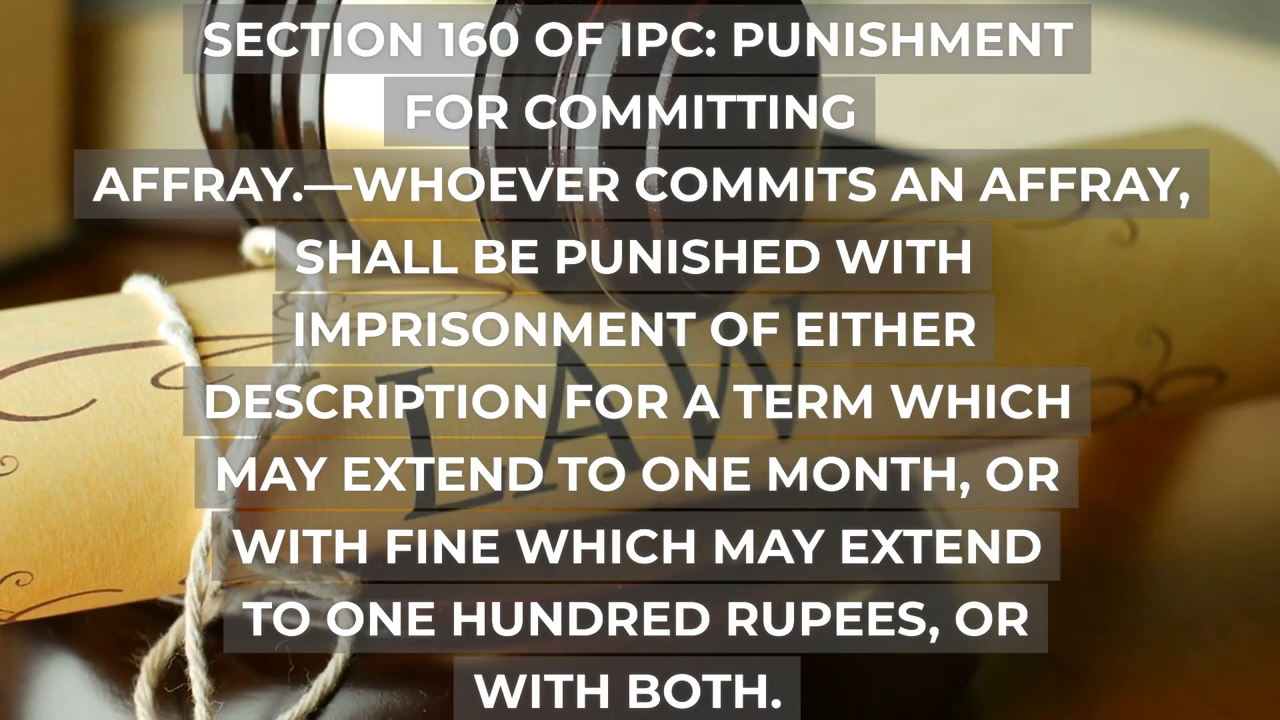 SECTION 160 OF IPC: PUNISHMENT
FOR COMMITTING
AFFRAY.—WHOEVER COMMITS AN AFFRAY,
SHALL BE PUNISHED WITH
IMPRISONMENT OF EITHER
DESCRIPTION FOR A TERM WHICH
MAY EXTEND TO ONE MONTH, OR
WITH FINE WHICH MAY EXTEND
TO ONE HUNDRED RUPEES, OR
WITH BOTH.
LAW